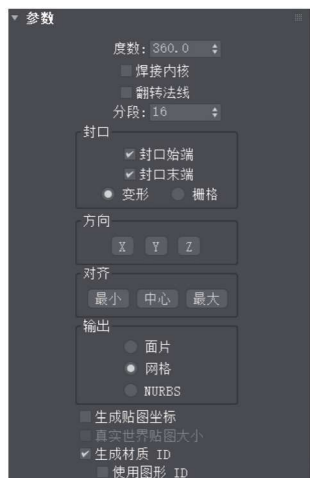 参数
度数: 360.0
焊接内核
翻转法线
分段: 16
封口
封口始端
封口末端
变形 栅格
方向
X Y Z
对齐
最小 中心 最大
输出
面片
网格
NURBS
生成贴图坐标
真实世界贴图大小
生成材质 ID
使用图形 ID